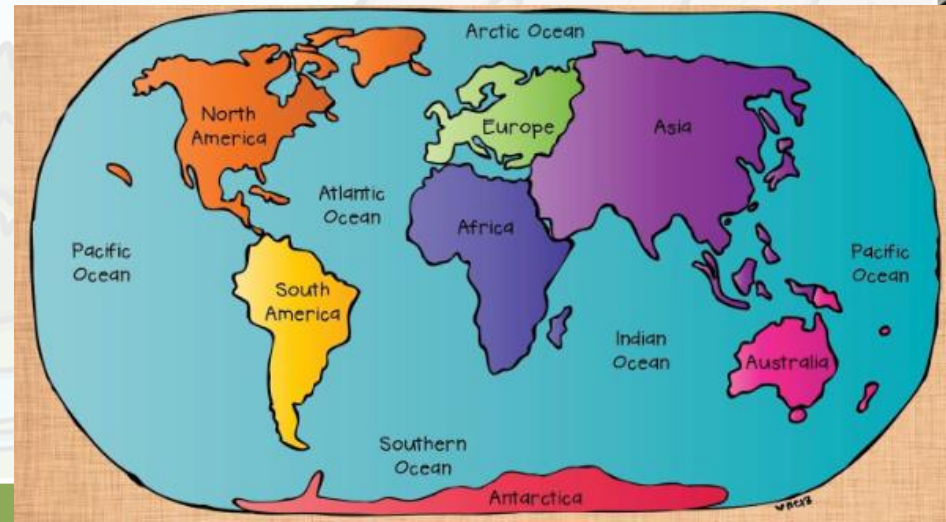 Arctic Ocean
North
America
Europe
Asia
Atlantic
Ocean
Africa
Pacific
Ocean
Pacific
Ocean
South
America
Indian
Ocean
Australia
Southern
Ocean
Antarctica